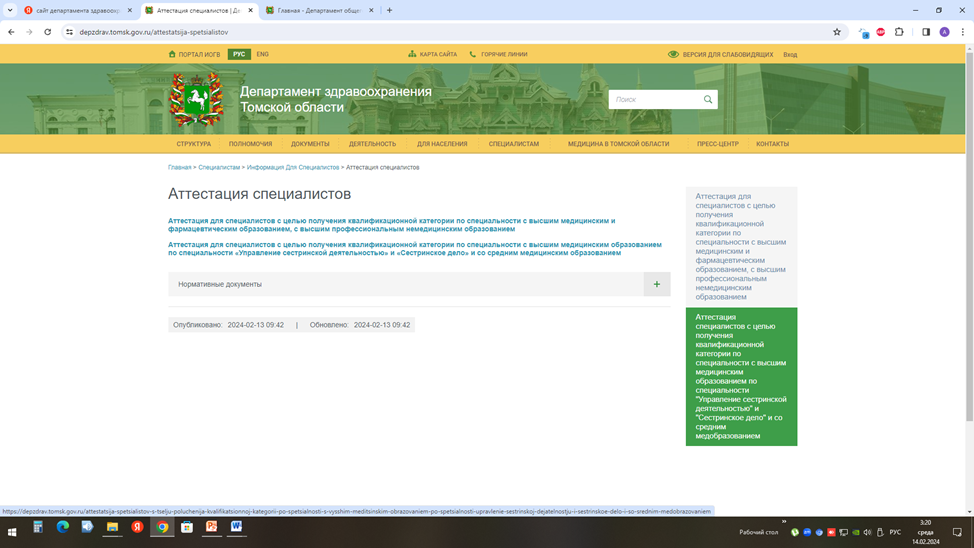 сайт департамента здравоохр
Аттестация специалистов | Де
Главная - Департамент общег
depzdrav.tomsk.gov.ru/attestatsija-spetsialistov
ПОРТАЛ ИОГВ
РУС
ENG
КАРТА САЙТА
ГОРЯЧИЕ ЛИНИИ
ВЕРСИЯ ДЛЯ СЛАБОВИДЯЩИХ
Вход
Департамент здравоохранения
Томской области
Поиск
СТРУКТУРА
ПОЛНОМОЧИЯ
ДОКУМЕНТЫ
ДЕЯТЕЛЬНОСТЬ
ДЛЯ НАСЕЛЕНИЯ
СПЕЦИАЛИСТАМ
МЕДИЦИНА В ТОМСКОЙ ОБЛАСТИ
ПРЕСС-ЦЕНТР
КОНТАКТЫ
Главная > Специалистам > Информация Для Специалистов > Аттестация специалистов
Аттестация специалистов
Аттестация для специалистов с целью получения квалификационной категории по специальности с высшим медицинским и
фармацевтическим образованием, с высшим профессиональным немедицинским образованием
Аттестация для специалистов с целью получения квалификационной категории по специальности с высшим медицинским образованием
по специальности «Управление сестринской деятельностью» и «Сестринское дело» и со средним медицинским образованием
Нормативные документы
+
Опубликовано: 2024-02-13 09:42 | Обновлено: 2024-02-13 09:42
Аттестация для
специалистов с целью
получения
квалификационной
категории по
специальности с высшим
медицинским и
фармацевтическим
образованием, с высшим
профессиональным
немедицинским
образованием
Аттестация
специалистов с целью
получения
квалификационной
категории по
специальности с высшим
медицинским
образованием по
специальности
"Управление сестринской
деятельностью" и
"Сестринское дело" и со
средним
медобразованием
https://depzdrav.tomsk.gov.ru/attestatsija-spetsialistov-s-tselju-poluchenija-kvalifikatsionnoj-kategorii-po-spetsialnosti-s-vysshim-meditsinskim-obrazovaniem-po-spetsialnosti-upravlenie-sestrinskoj-dejatelnostju-i-sestrinskoe-delo-i-so-srednim-medobrazovaniem
Рабочий стол
РУС
3:20
среда
14.02.2024